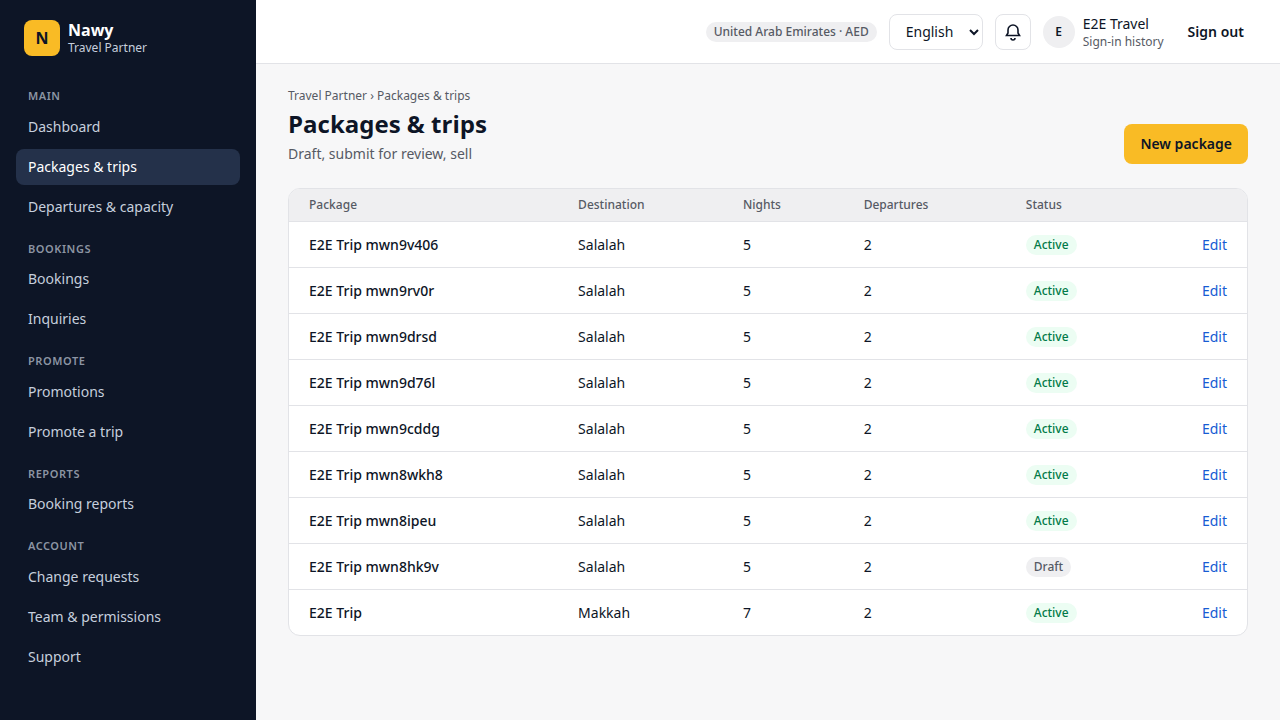 N
Nawy
Travel Partner
MAIN
Dashboard
Packages & trips
Departures & capacity
BOOKINGS
Bookings
Inquiries
PROMOTE
Promotions
Promote a trip
REPORTS
Booking reports
ACCOUNT
Change requests
Team & permissions
Support
United Arab Emirates · AED
English
E
E2E Travel
Sign-in history
Sign out
Travel Partner › Packages & trips
Packages & trips
Draft, submit for review, sell
New package
Package Destination Nights Departures Status
E2E Trip mwn9v406 Salalah 5 2 Active Edit
E2E Trip mwn9rv0r Salalah 5 2 Active Edit
E2E Trip mwn9drsd Salalah 5 2 Active Edit
E2E Trip mwn9d76l Salalah 5 2 Active Edit
E2E Trip mwn9cddg Salalah 5 2 Active Edit
E2E Trip mwn8wkh8 Salalah 5 2 Active Edit
E2E Trip mwn8ipeu Salalah 5 2 Active Edit
E2E Trip mwn8hk9v Salalah 5 2 Draft Edit
E2E Trip Makkah 7 2 Active Edit